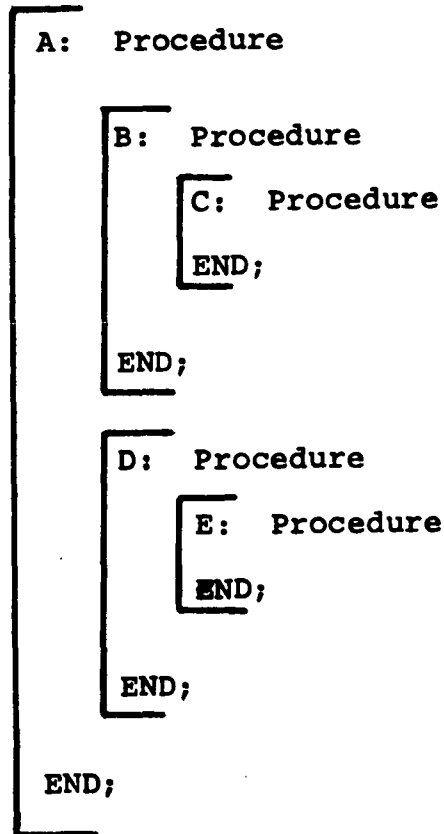 A: Procedure
B: Procedure
C: Procedure
END;
END;
D: Procedure
E: Procedure
END;
END;
END;